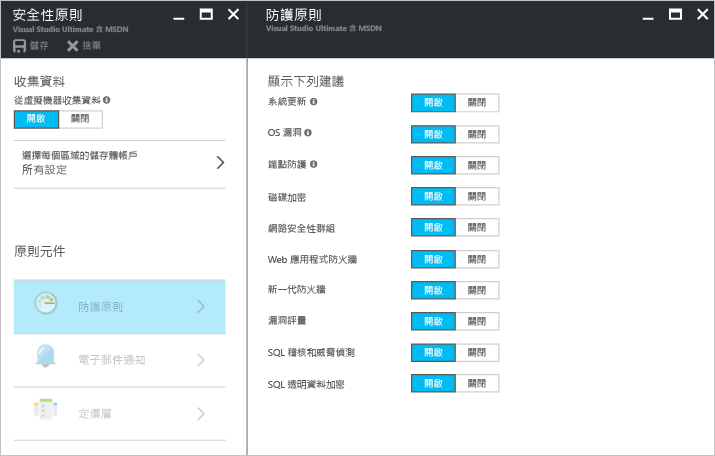 安全性原則
Visual Studio Ultimate 含 MSDN
儲存 捨棄
收集資料
從虛擬機器收集資料
開啟 關閉
選擇每個區域的儲存體帳戶
所有設定
原則元件
防護原則
電子郵件通知
定價層
防護原則
Visual Studio Ultimate 含 MSDN
顯示下列建議
系統更新 開啟 關閉
OS 漏洞 開啟 關閉
端點防護 開啟 關閉
磁碟加密 開啟 關閉
網路安全性群組 開啟 關閉
Web 應用程式防火牆 開啟 關閉
新一代防火牆 開啟 關閉
漏洞評量 開啟 關閉
SQL 稽核和威脅偵測 開啟 關閉
SQL 透明資料加密 開啟 關閉